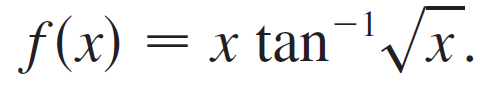 f(x) = x tan⁻¹√x.